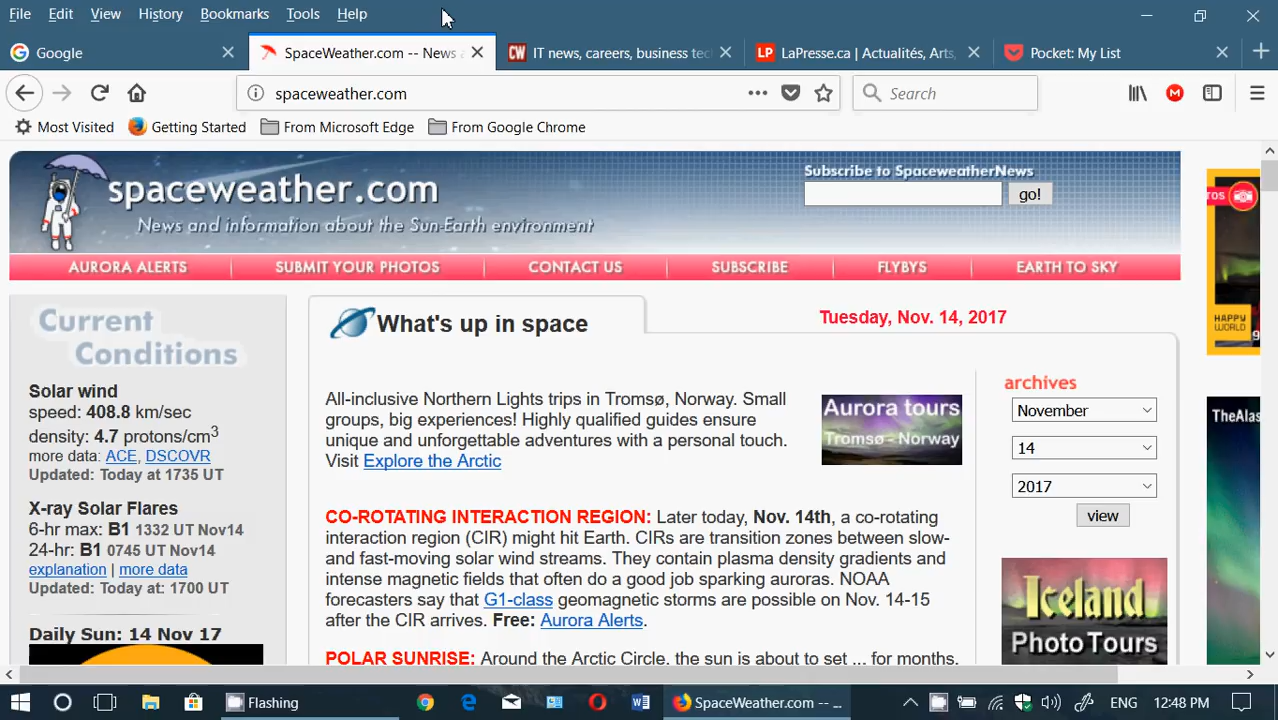 File Edit View History Bookmarks Tools Help
Google
SpaceWeather.com -- News a
CW IT news, careers, business tec
LP LaPresse.ca | Actualités, Arts,
Pocket: My List
spaceweather.com
Search
Most Visited Getting Started From Microsoft Edge From Google Chrome
spaceweather.com
News and information about the Sun-Earth environment
Subscribe to SpaceweatherNews
go!
AURORA ALERTS SUBMIT YOUR PHOTOS CONTACT US SUBSCRIBE FLYBYS EARTH TO SKY
Current
Conditions
Solar wind
speed: 408.8 km/sec
density: 4.7 protons/cm3
more data: ACE, DSCOVR
Updated: Today at 1735 UT
X-ray Solar Flares
6-hr max: B1 1332 UT Nov14
24-hr: B1 0745 UT Nov14
explanation | more data
Updated: Today at: 1700 UT
Daily Sun: 14 Nov 17
What's up in space
Tuesday, Nov. 14, 2017
All-inclusive Northern Lights trips in Tromsø, Norway. Small
groups, big experiences! Highly qualified guides ensure
unique and unforgettable adventures with a personal touch.
Visit Explore the Arctic
Aurora tours
Tromsø - Norway
CO-ROTATING INTERACTION REGION: Later today, Nov. 14th, a co-rotating
interaction region (CIR) might hit Earth. CIRs are transition zones between slow-
and fast-moving solar wind streams. They contain plasma density gradients and
intense magnetic fields that often do a good job sparking auroras. NOAA
forecasters say that G1-class geomagnetic storms are possible on Nov. 14-15
after the CIR arrives. Free: Aurora Alerts.
POLAR SUNRISE: Around the Arctic Circle, the sun is about to set ... for months.
archives
November
14
2017
view
Iceland
Photo Tours
ros
HAPPY
WORLD
TheAlas
Flashing
SpaceWeather.com -- ...
ENG
12:48 PM